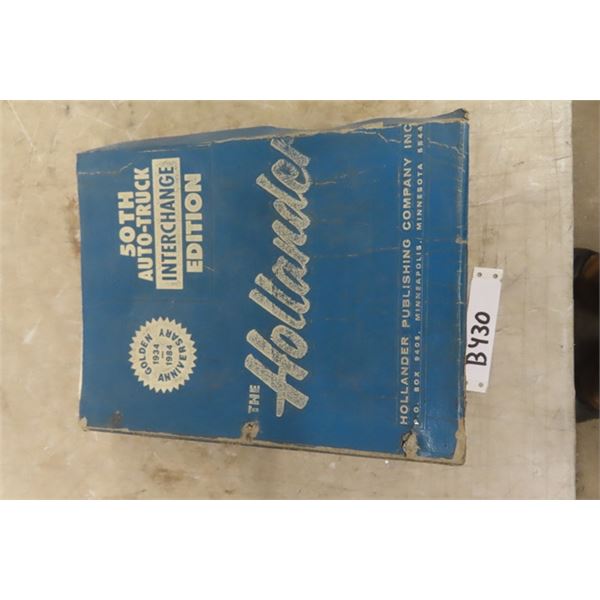 50TH
AUTO-TRUCK
INTERCHANGE
EDITION
GOLDEN
1934
1984
ANNIVERSARY
THE Hollander
HOLLANDER PUBLISHING COMPANY INC
P.O. BOX 9405, MINNEAPOLIS, MINNESOTA 5544
B430